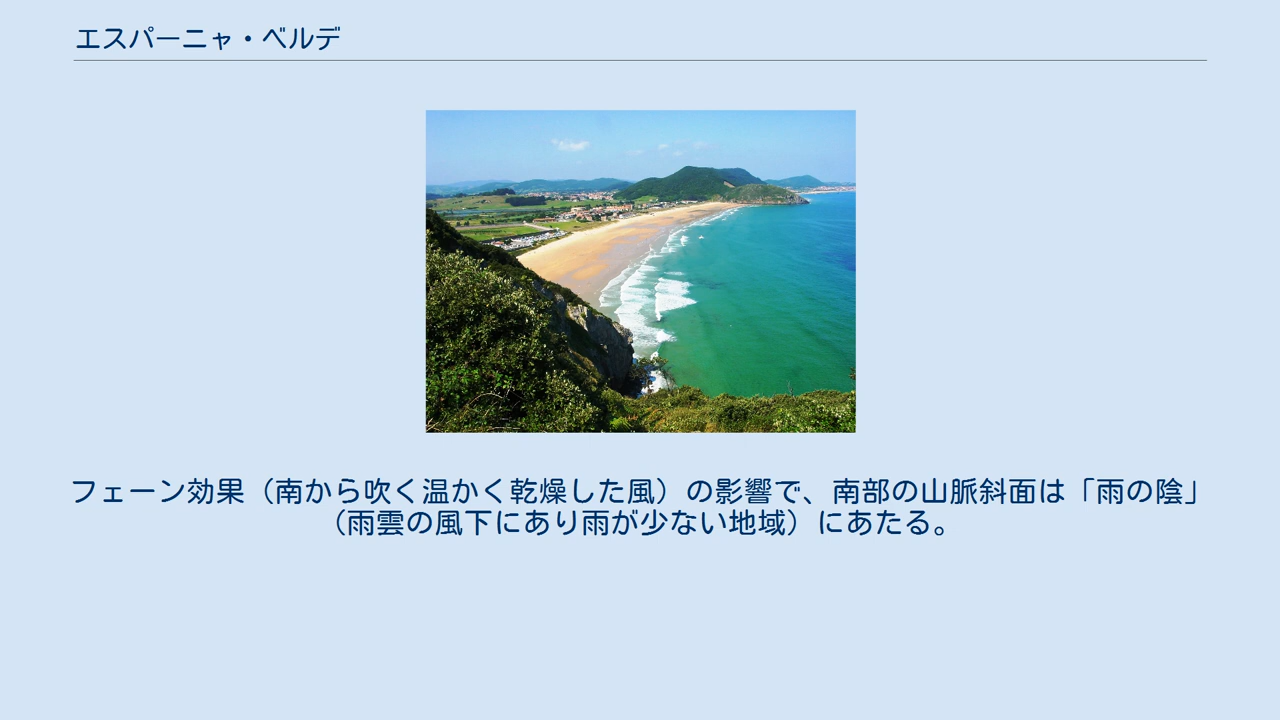 エスパーニャ・ベルデ
フェーン効果（南から吹く温かく乾燥した風）の影響で、南部の山脈斜面は「雨の陰」
（雨雲の風下にあり雨が少ない地域）にあたる。